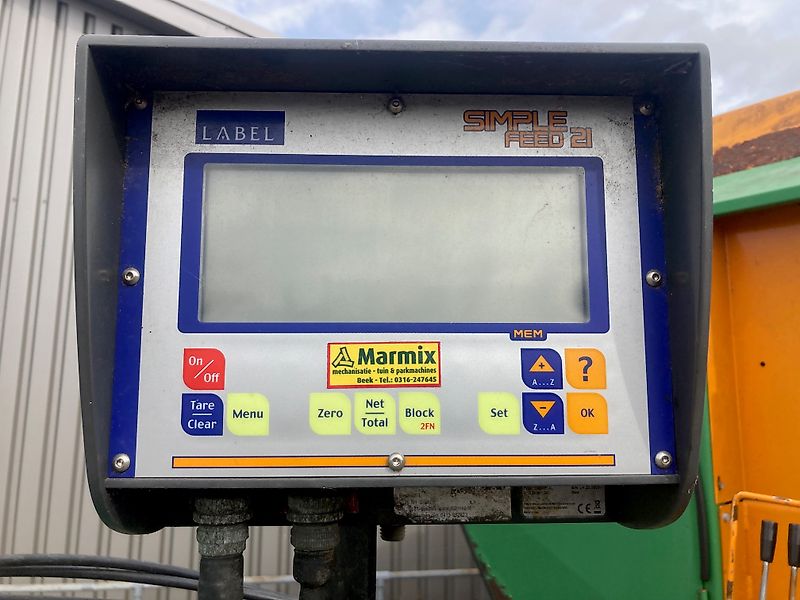 LABEL
SIMPLE
FEED 21
MEM
Marmix
mechanisatie - tuin & parkmachines
Beek - Tel.: 0316-247645
On / Off
+
A...Z
?
Tare
Clear
Menu
Zero
Net
Total
Block
2FN
Set
−
Z...A
OK
CE